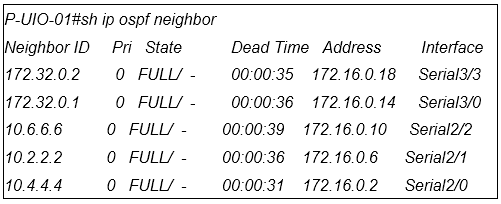 P-UIO-01#sh ip ospf neighbor
Neighbor ID Pri State Dead Time Address Interface
172.32.0.2 0 FULL/ - 00:00:35 172.16.0.18 Serial3/3
172.32.0.1 0 FULL/ - 00:00:36 172.16.0.14 Serial3/0
10.6.6.6 0 FULL/ - 00:00:39 172.16.0.10 Serial2/2
10.2.2.2 0 FULL/ - 00:00:36 172.16.0.6 Serial2/1
10.4.4.4 0 FULL/ - 00:00:31 172.16.0.2 Serial2/0